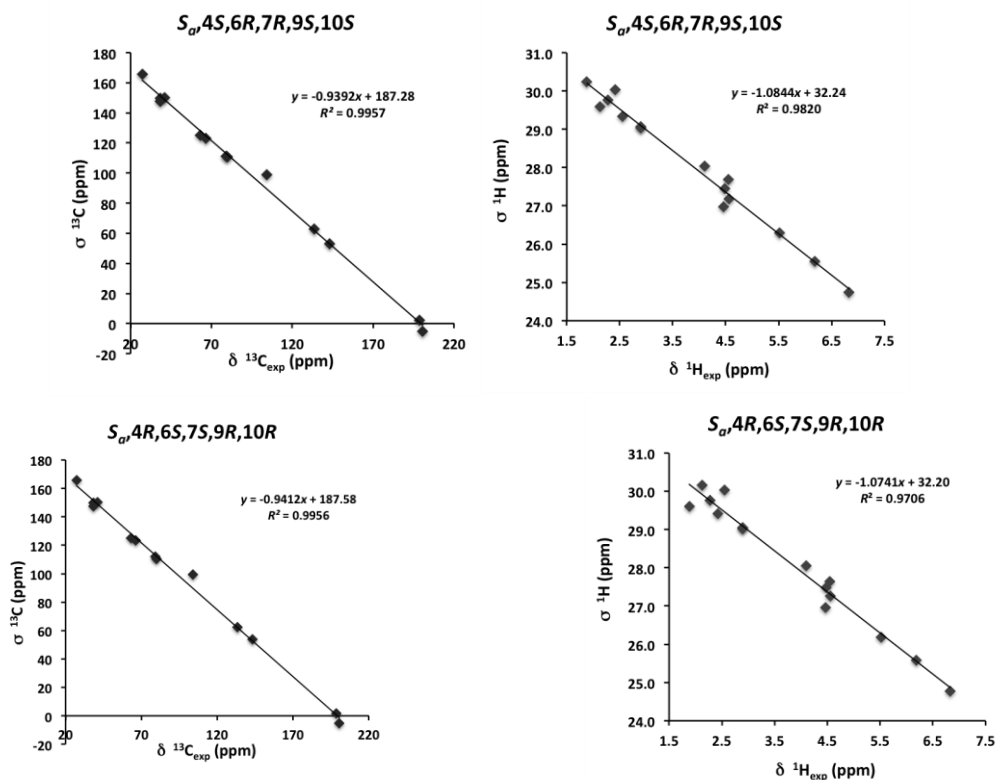 Sa,4S,6R,7R,9S,10S
180
160
140
120
100
80
60
40
20
0
-20
σ 13C (ppm)
y = -0.9392x + 187.28
R² = 0.9957
20 70 120 170 220
δ 13Cexp (ppm)
Sa,4S,6R,7R,9S,10S
31.0
30.0
29.0
28.0
27.0
26.0
25.0
24.0
σ 1H (ppm)
y = -1.0844x + 32.24
R² = 0.9820
1.5 2.5 3.5 4.5 5.5 6.5 7.5
δ 1Hexp (ppm)
Sa,4R,6S,7S,9R,10R
180
160
140
120
100
80
60
40
20
0
-20
σ 13C (ppm)
y = -0.9412x + 187.58
R² = 0.9956
20 70 120 170 220
δ 13Cexp (ppm)
Sa,4R,6S,7S,9R,10R
31.0
30.0
29.0
28.0
27.0
26.0
25.0
24.0
σ 1H (ppm)
y = -1.0741x + 32.20
R² = 0.9706
1.5 2.5 3.5 4.5 5.5 6.5 7.5
δ 1Hexp (ppm)